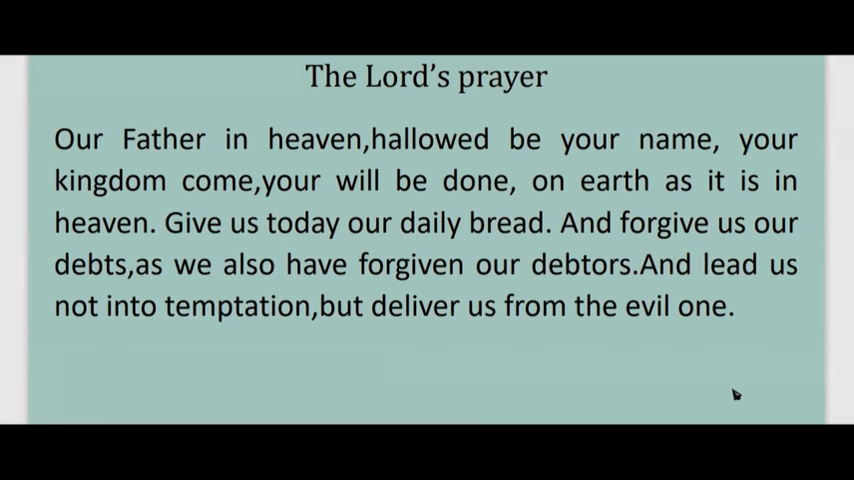 The Lord’s prayer
Our Father in heaven,hallowed be your name, your
kingdom come,your will be done, on earth as it is in
heaven. Give us today our daily bread. And forgive us our
debts,as we also have forgiven our debtors.And lead us
not into temptation,but deliver us from the evil one.